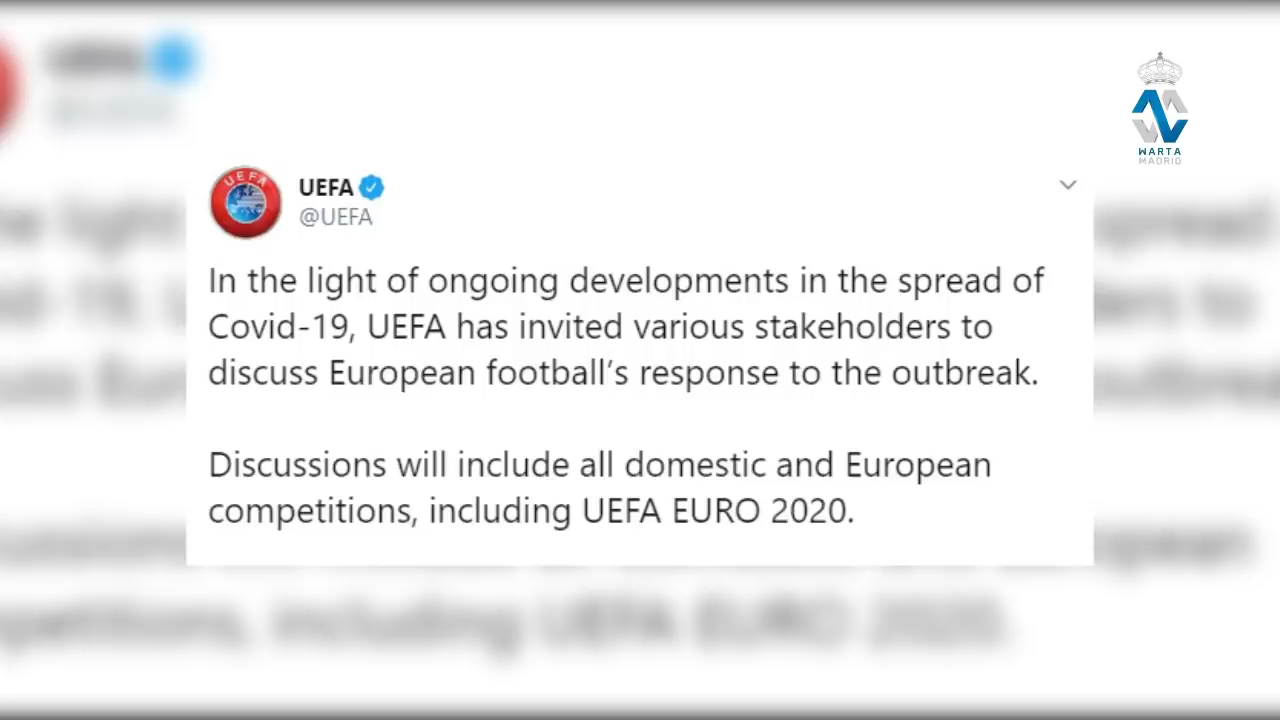 WARTA
MADRID
UEFA
UEFA
@UEFA
In the light of ongoing developments in the spread of
Covid-19, UEFA has invited various stakeholders to
discuss European football’s response to the outbreak.
Discussions will include all domestic and European
competitions, including UEFA EURO 2020.